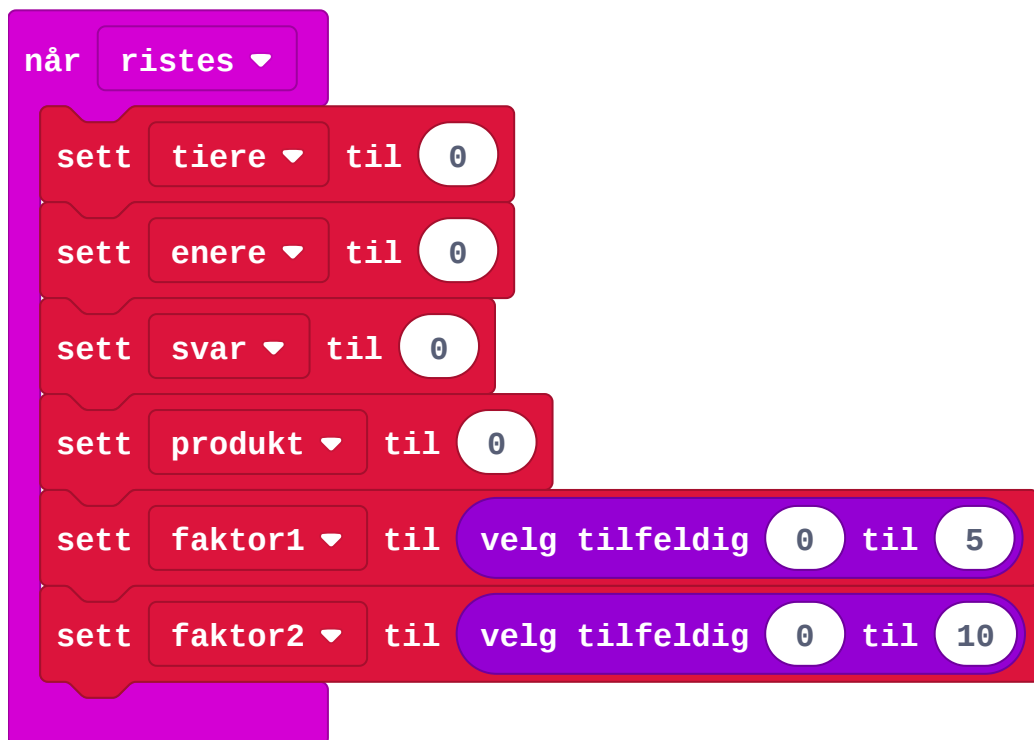 når ristes
sett tiere til 0
sett enere til 0
sett svar til 0
sett produkt til 0
sett faktor1 til velg tilfeldig 0 til 5
sett faktor2 til velg tilfeldig 0 til 10